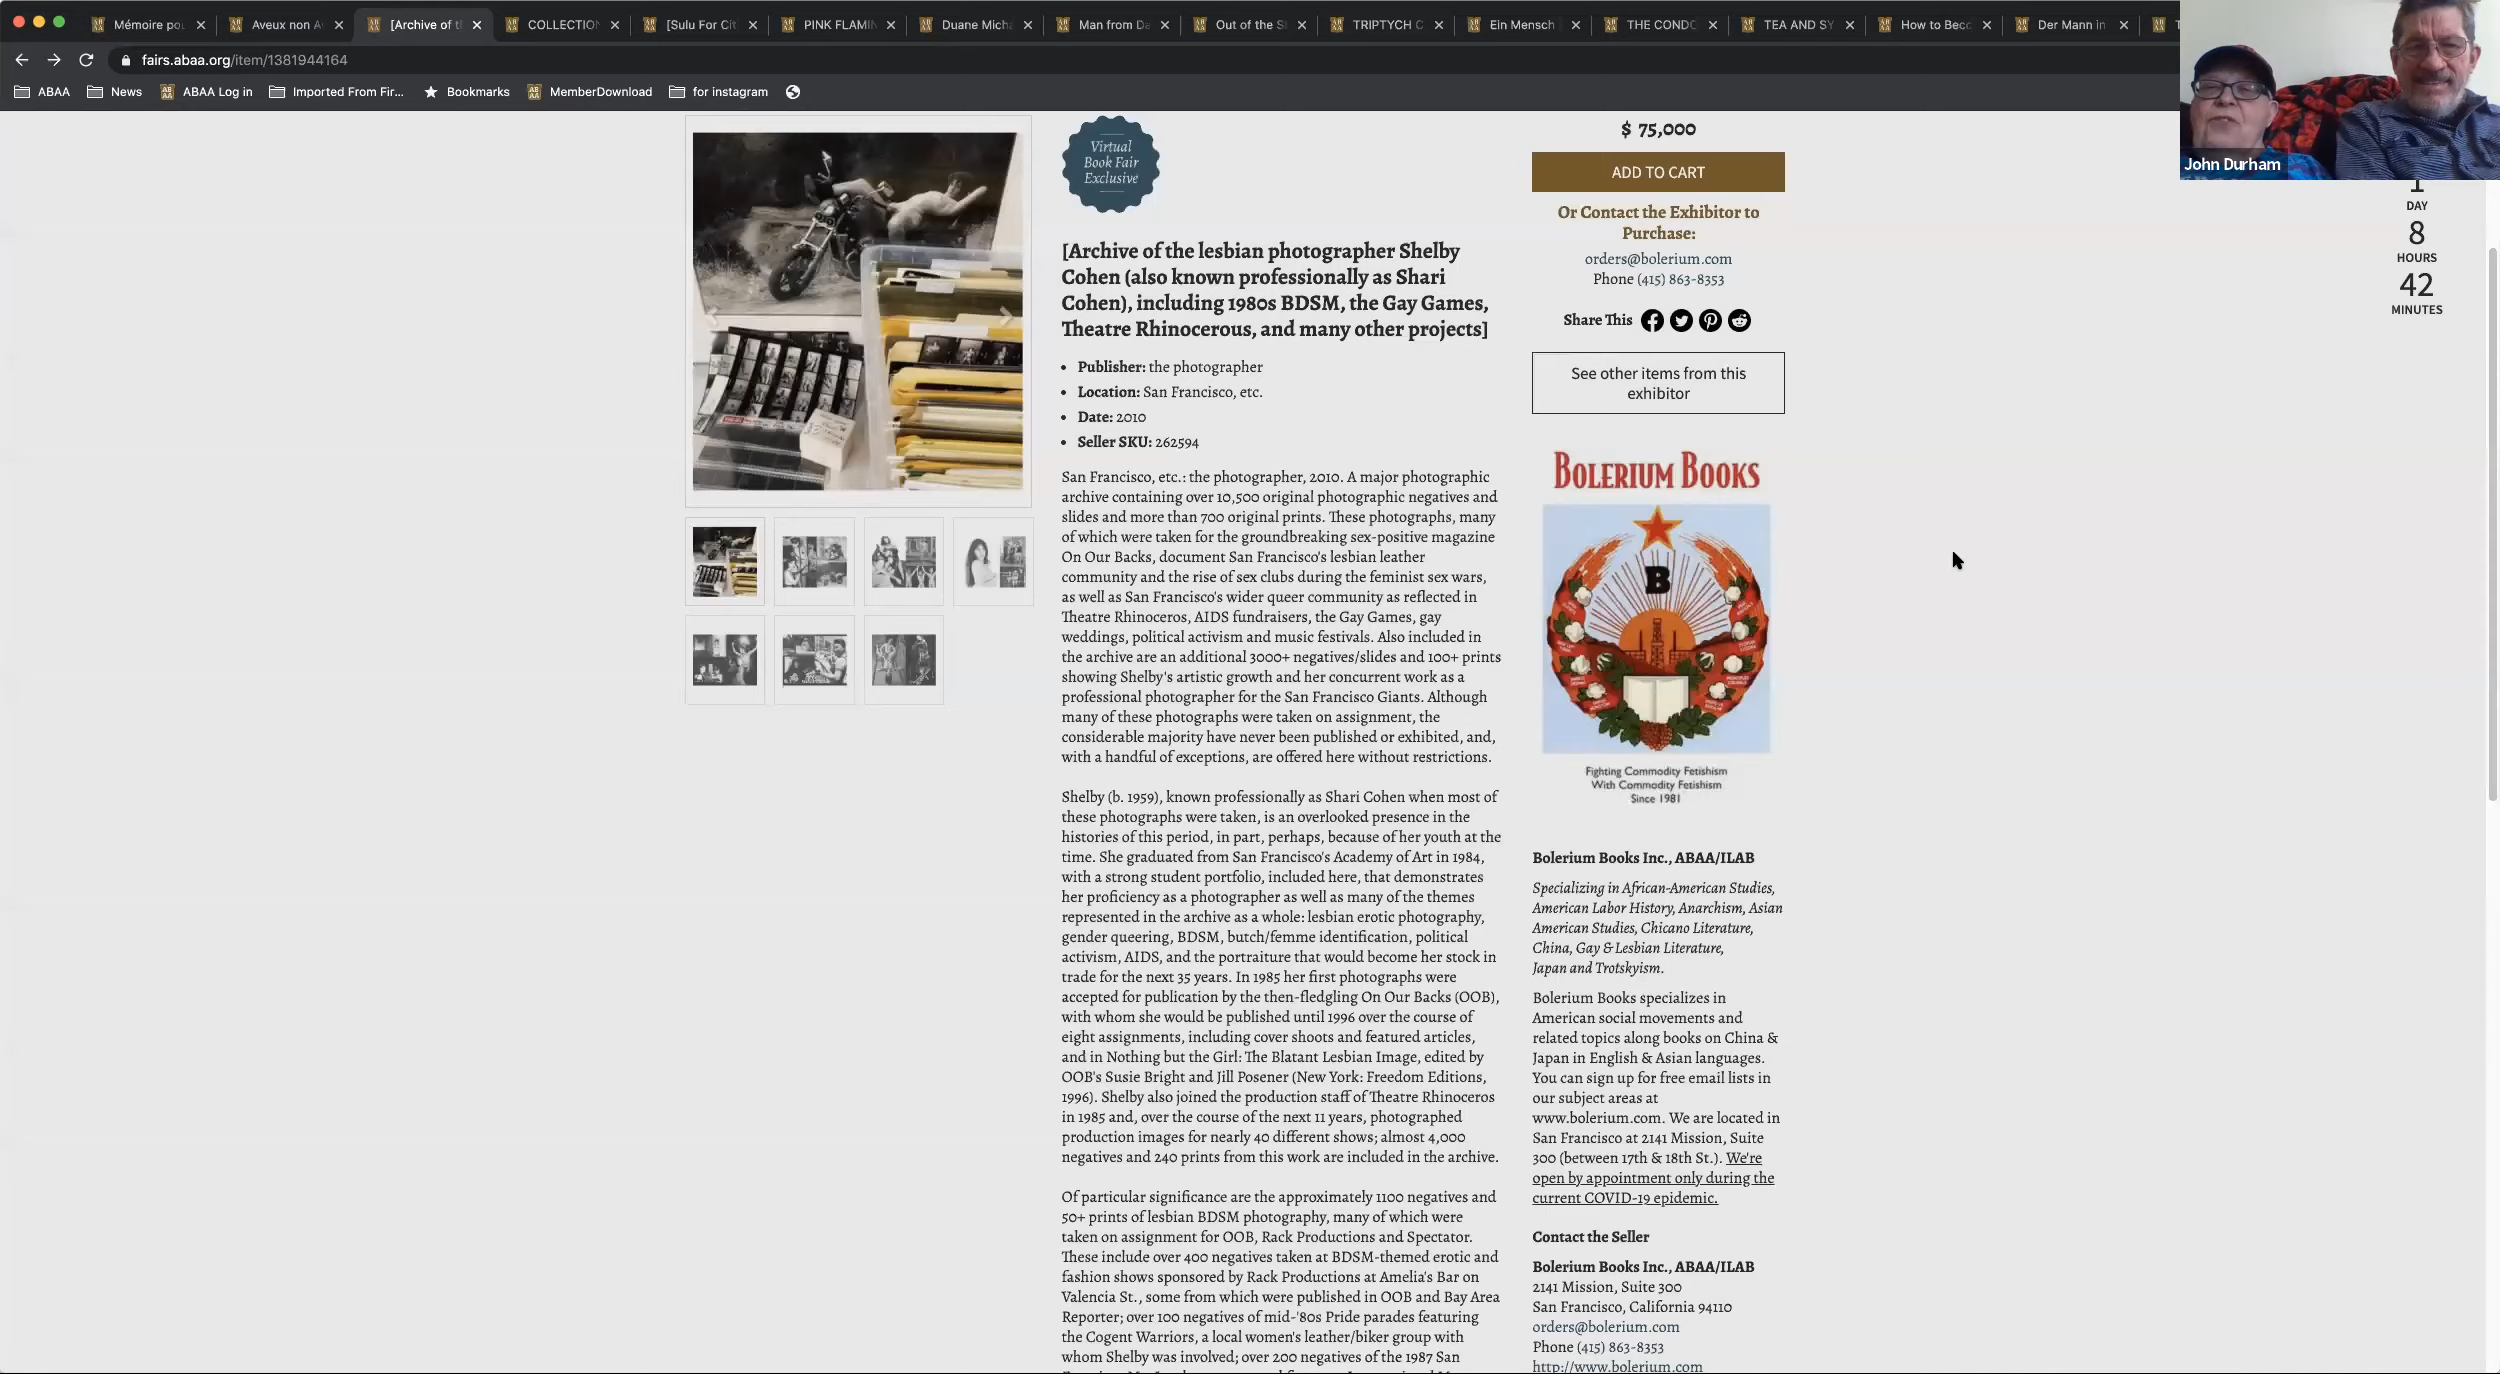 Mémoire pou
Aveux non A
[Archive of t
COLLECTION
[Sulu For Cit
PINK FLAMIN
Duane Mich
Man from Da
Out of the S
TRIPTYCH C
Ein Mensch
THE CONDO
TEA AND SY
How to Beco
Der Mann in
fairs.abaa.org/item/1381944164
ABAA
News
ABAA Log in
Imported From Fir...
Bookmarks
MemberDownload
for instagram
John Durham
1
DAY
8
HOURS
42
MINUTES
Virtual
Book Fair
Exclusive
[Archive of the lesbian photographer Shelby
Cohen (also known professionally as Shari
Cohen), including 1980s BDSM, the Gay Games,
Theatre Rhinocerous, and many other projects]
• Publisher: the photographer
• Location: San Francisco, etc.
• Date: 2010
• Seller SKU: 262594
San Francisco, etc.: the photographer, 2010. A major photographic
archive containing over 10,500 original photographic negatives and
slides and more than 700 original prints. These photographs, many
of which were taken for the groundbreaking sex-positive magazine
On Our Backs, document San Francisco's lesbian leather
community and the rise of sex clubs during the feminist sex wars,
as well as San Francisco's wider queer community as reflected in
Theatre Rhinoceros, AIDS fundraisers, the Gay Games, gay
weddings, political activism and music festivals. Also included in
the archive are an additional 3000+ negatives/slides and 100+ prints
showing Shelby's artistic growth and her concurrent work as a
professional photographer for the San Francisco Giants. Although
many of these photographs were taken on assignment, the
considerable majority have never been published or exhibited, and,
with a handful of exceptions, are offered here without restrictions.
Shelby (b. 1959), known professionally as Shari Cohen when most of
these photographs were taken, is an overlooked presence in the
histories of this period, in part, perhaps, because of her youth at the
time. She graduated from San Francisco's Academy of Art in 1984,
with a strong student portfolio, included here, that demonstrates
her proficiency as a photographer as well as many of the themes
represented in the archive as a whole: lesbian erotic photography,
gender queering, BDSM, butch/femme identification, political
activism, AIDS, and the portraiture that would become her stock in
trade for the next 35 years. In 1985 her first photographs were
accepted for publication by the then-fledgling On Our Backs (OOB),
with whom she would be published until 1996 over the course of
eight assignments, including cover shoots and featured articles,
and in Nothing but the Girl: The Blatant Lesbian Image, edited by
OOB's Susie Bright and Jill Posener (New York: Freedom Editions,
1996). Shelby also joined the production staff of Theatre Rhinoceros
in 1985 and, over the course of the next 11 years, photographed
production images for nearly 40 different shows; almost 4,000
negatives and 240 prints from this work are included in the archive.
Of particular significance are the approximately 1100 negatives and
50+ prints of lesbian BDSM photography, many of which were
taken on assignment for OOB, Rack Productions and Spectator.
These include over 400 negatives taken at BDSM-themed erotic and
fashion shows sponsored by Rack Productions at Amelia's Bar on
Valencia St., some from which were published in OOB and Bay Area
Reporter; over 100 negatives of mid-'80s Pride parades featuring
the Cogent Warriors, a local women's leather/biker group with
whom Shelby was involved; over 200 negatives of the 1987 San
$ 75,000
ADD TO CART
Or Contact the Exhibitor to
Purchase:
orders@bolerium.com
Phone (415) 863-8353
Share This
See other items from this
exhibitor
BOLERIUM BOOKS
B
Fighting Commodity Fetishism
With Commodity Fetishism
Since 1981
Bolerium Books Inc., ABAA/ILAB
Specializing in African-American Studies,
American Labor History, Anarchism, Asian
American Studies, Chicano Literature,
China, Gay & Lesbian Literature,
Japan and Trotskyism.
Bolerium Books specializes in
American social movements and
related topics along books on China &
Japan in English & Asian languages.
You can sign up for free email lists in
our subject areas at
www.bolerium.com. We are located in
San Francisco at 2141 Mission, Suite
300 (between 17th & 18th St.). We're
open by appointment only during the
current COVID-19 epidemic.
Contact the Seller
Bolerium Books Inc., ABAA/ILAB
2141 Mission, Suite 300
San Francisco, California 94110
orders@bolerium.com
Phone (415) 863-8353
http://www.bolerium.com